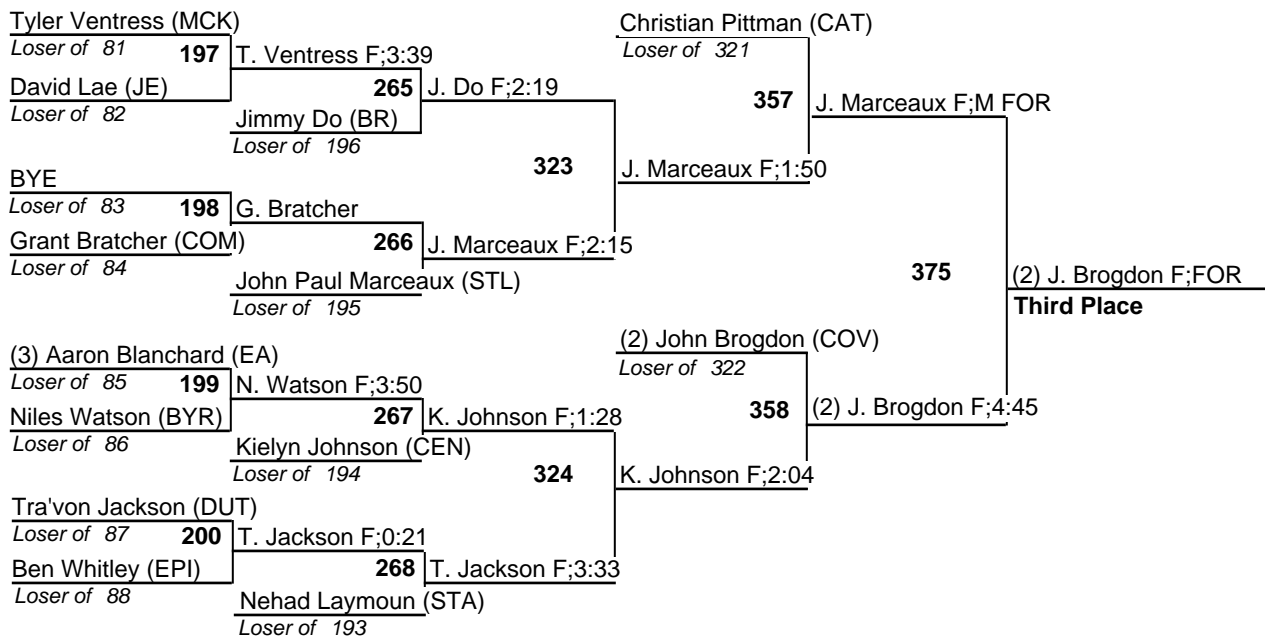 Tyler Ventress (MCK)
Loser of 81
197
T. Ventress F;3:39
David Lae (JE)
Loser of 82
265
J. Do F;2:19
Jimmy Do (BR)
Loser of 196
323
BYE
Loser of 83
198
G. Bratcher
Grant Bratcher (COM)
Loser of 84
266
J. Marceaux F;2:15
John Paul Marceaux (STL)
Loser of 195
(3) Aaron Blanchard (EA)
Loser of 85
199
N. Watson F;3:50
Niles Watson (BYR)
Loser of 86
267
K. Johnson F;1:28
Kielyn Johnson (CEN)
Loser of 194
324
Tra'von Jackson (DUT)
Loser of 87
200
T. Jackson F;0:21
Ben Whitley (EPI)
Loser of 88
268
T. Jackson F;3:33
Nehad Laymoun (STA)
Loser of 193
Christian Pittman (CAT)
Loser of 321
357
J. Marceaux F;M FOR
J. Marceaux F;1:50
375
(2) J. Brogdon F;FOR
Third Place
(2) John Brogdon (COV)
Loser of 322
358
(2) J. Brogdon F;4:45
K. Johnson F;2:04